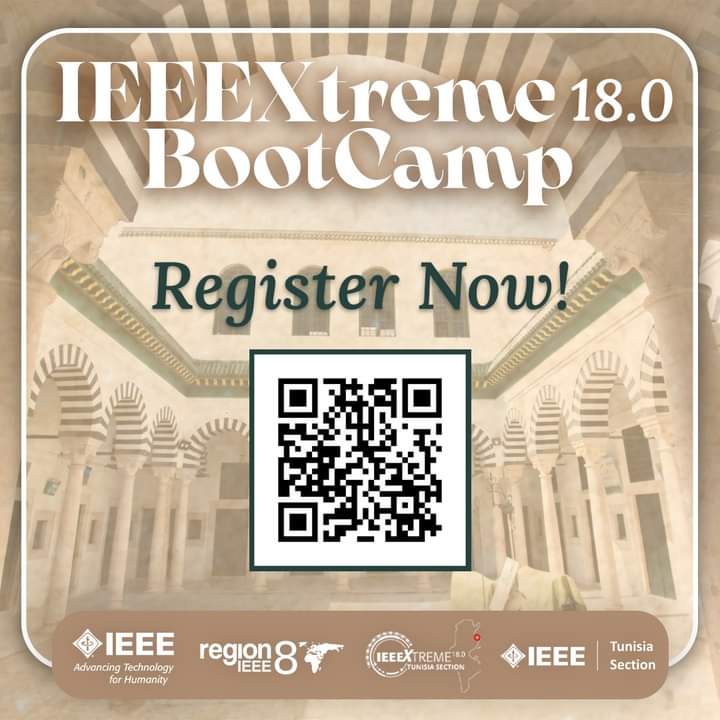 IEEEXtreme 18.0
BootCamp
Register Now!
IEEE
Advancing Technology
for Humanity
region
IEEE 8
IEEEXTREME 18.0
TUNISIA SECTION
IEEE
Tunisia
Section